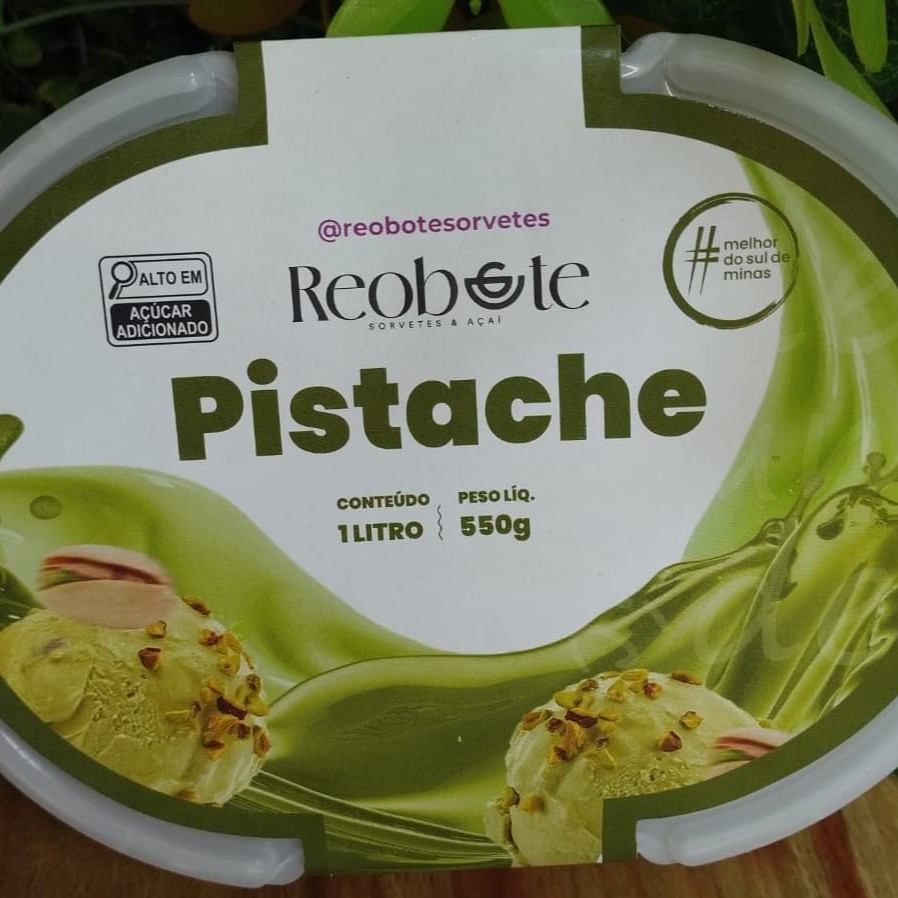 @reobotesorvetes
ALTO EM
AÇÚCAR
ADICIONADO
Reobote
SORVETES & AÇAÍ
# melhor
do sul de
minas
Pistache
CONTEÚDO PESO LÍQ.
1 LITRO 550g